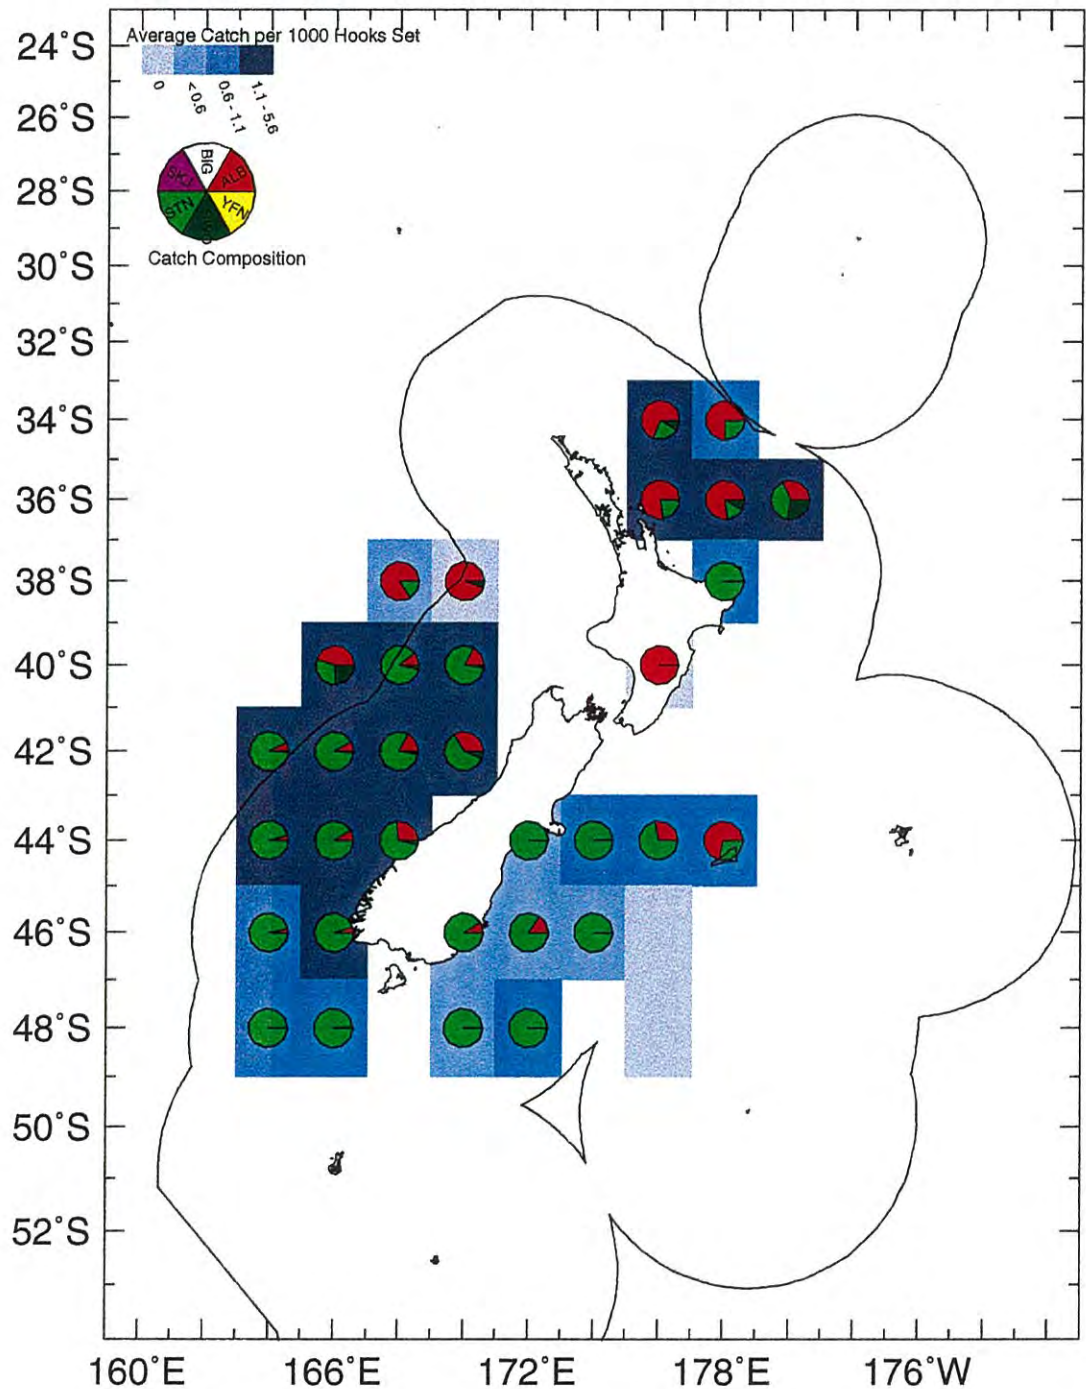 Average Catch per 1000 Hooks Set
0
<0.6
0.6 - 1.1
1.1 - 5.6
BIG
SKJ
ALB
STN
YFN
Catch Composition
24°S
26°S
28°S
30°S
32°S
34°S
36°S
38°S
40°S
42°S
44°S
46°S
48°S
50°S
52°S
160°E
166°E
172°E
178°E
176°W